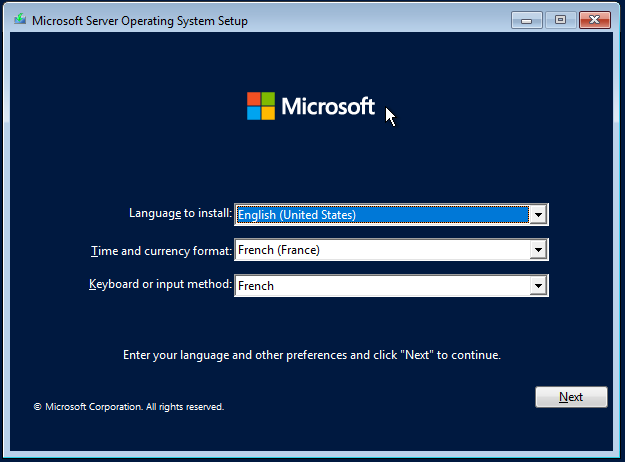 Microsoft Server Operating System Setup
Microsoft
Language to install: English (United States)
Time and currency format: French (France)
Keyboard or input method: French
Enter your language and other preferences and click "Next" to continue.
Next
© Microsoft Corporation. All rights reserved.